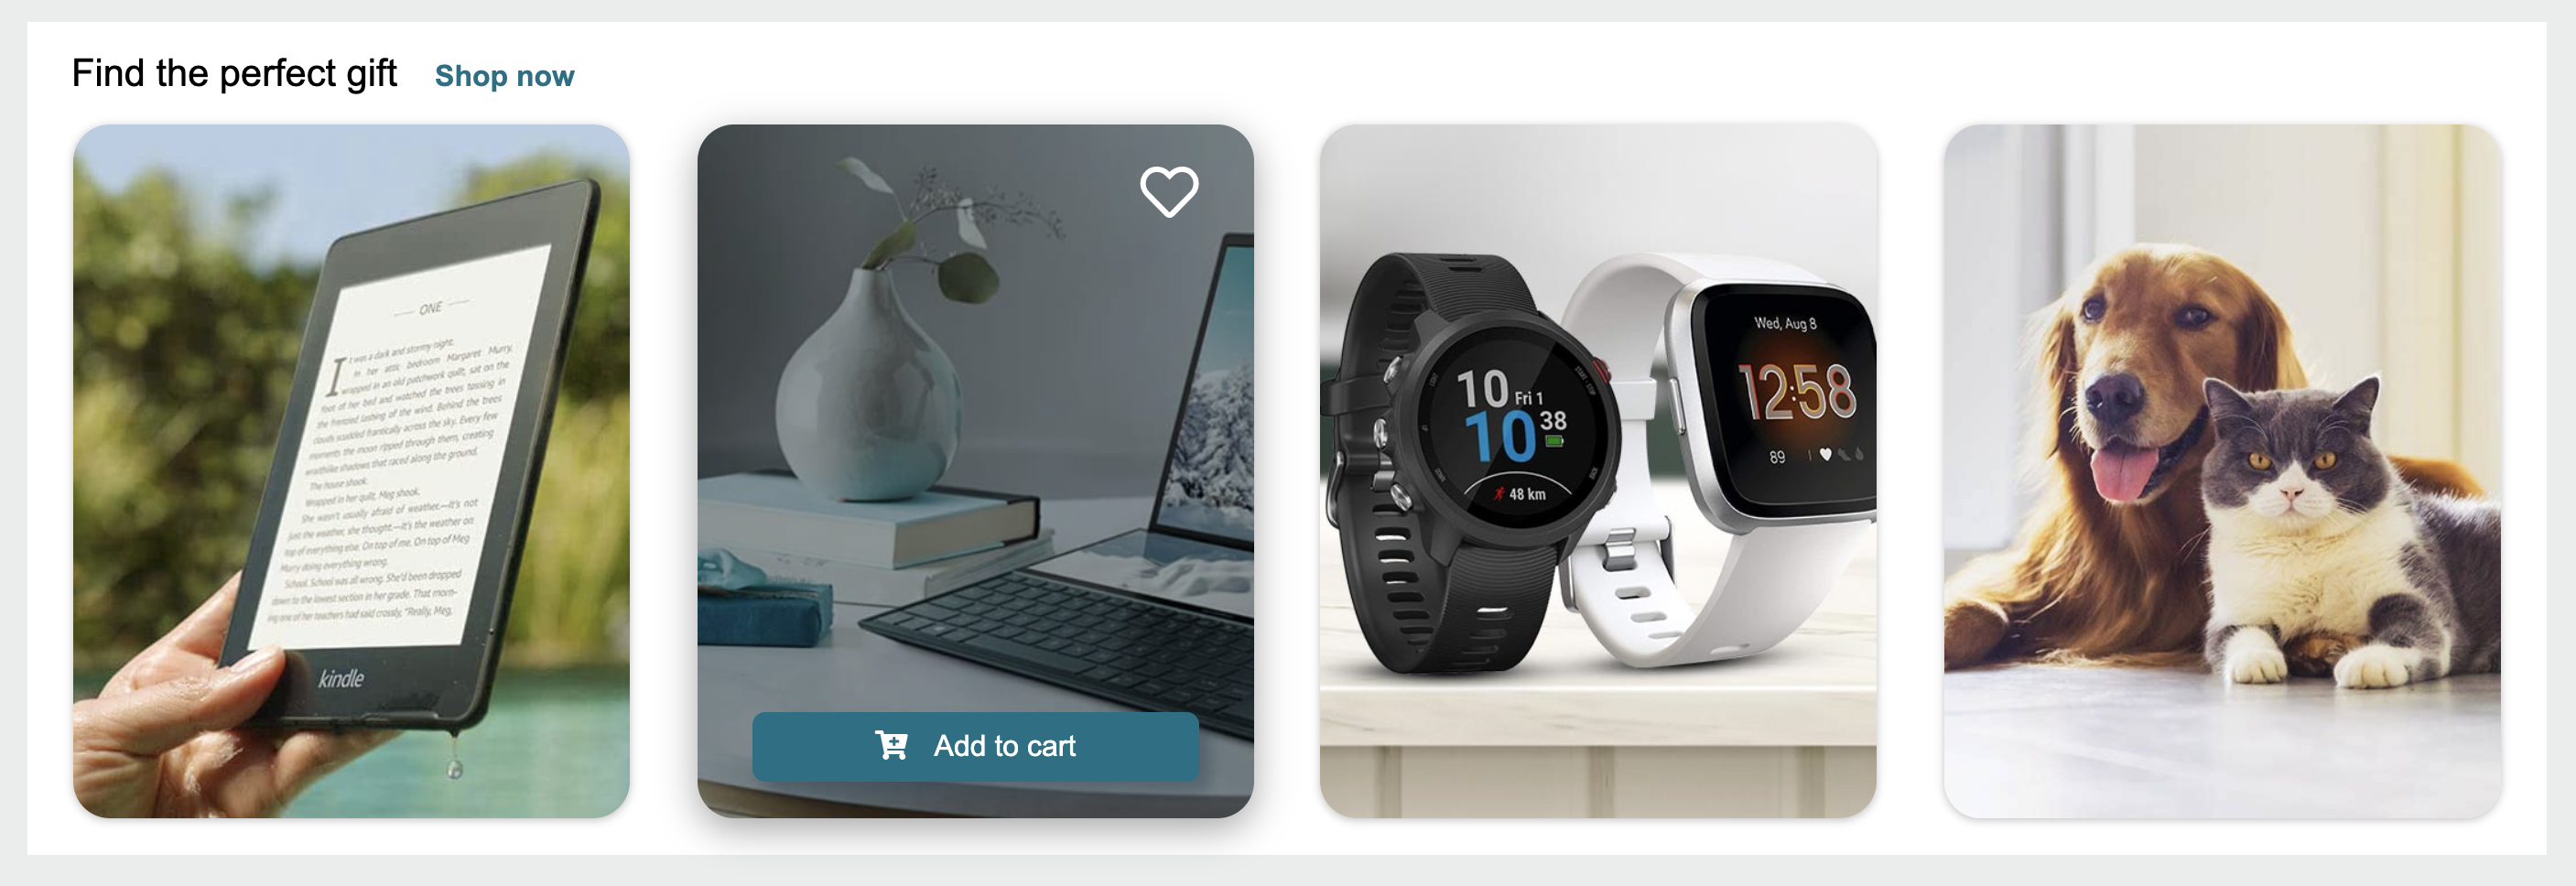 Find the perfect gift Shop now
ONE
It was a dark and stormy night.
In her attic bedroom Margaret Murry,
wrapped in an old patchwork quilt, sat on the
foot of her bed and watched the trees tossing in
the frenzied lashing of the wind. Behind the trees
clouds scudded frantically across the sky. Every few
moments the moon ripped through them, creating
wraithlike shadows that raced along the ground.
The house shook.
Wrapped in her quilt, Meg shook.
She wasn't usually afraid of weather.—It's not
just the weather, she thought.—It's the weather on
top of everything else. On top of me. On top of Meg
Murry doing everything wrong.
School. School was all wrong. She'd been dropped
down to the lowest section in her grade. That morn-
ing one of her teachers had said crossly, "Really, Meg,
kindle
Add to cart
10 Fri 1
10 38
48 km
Wed, Aug 8
12:58
89